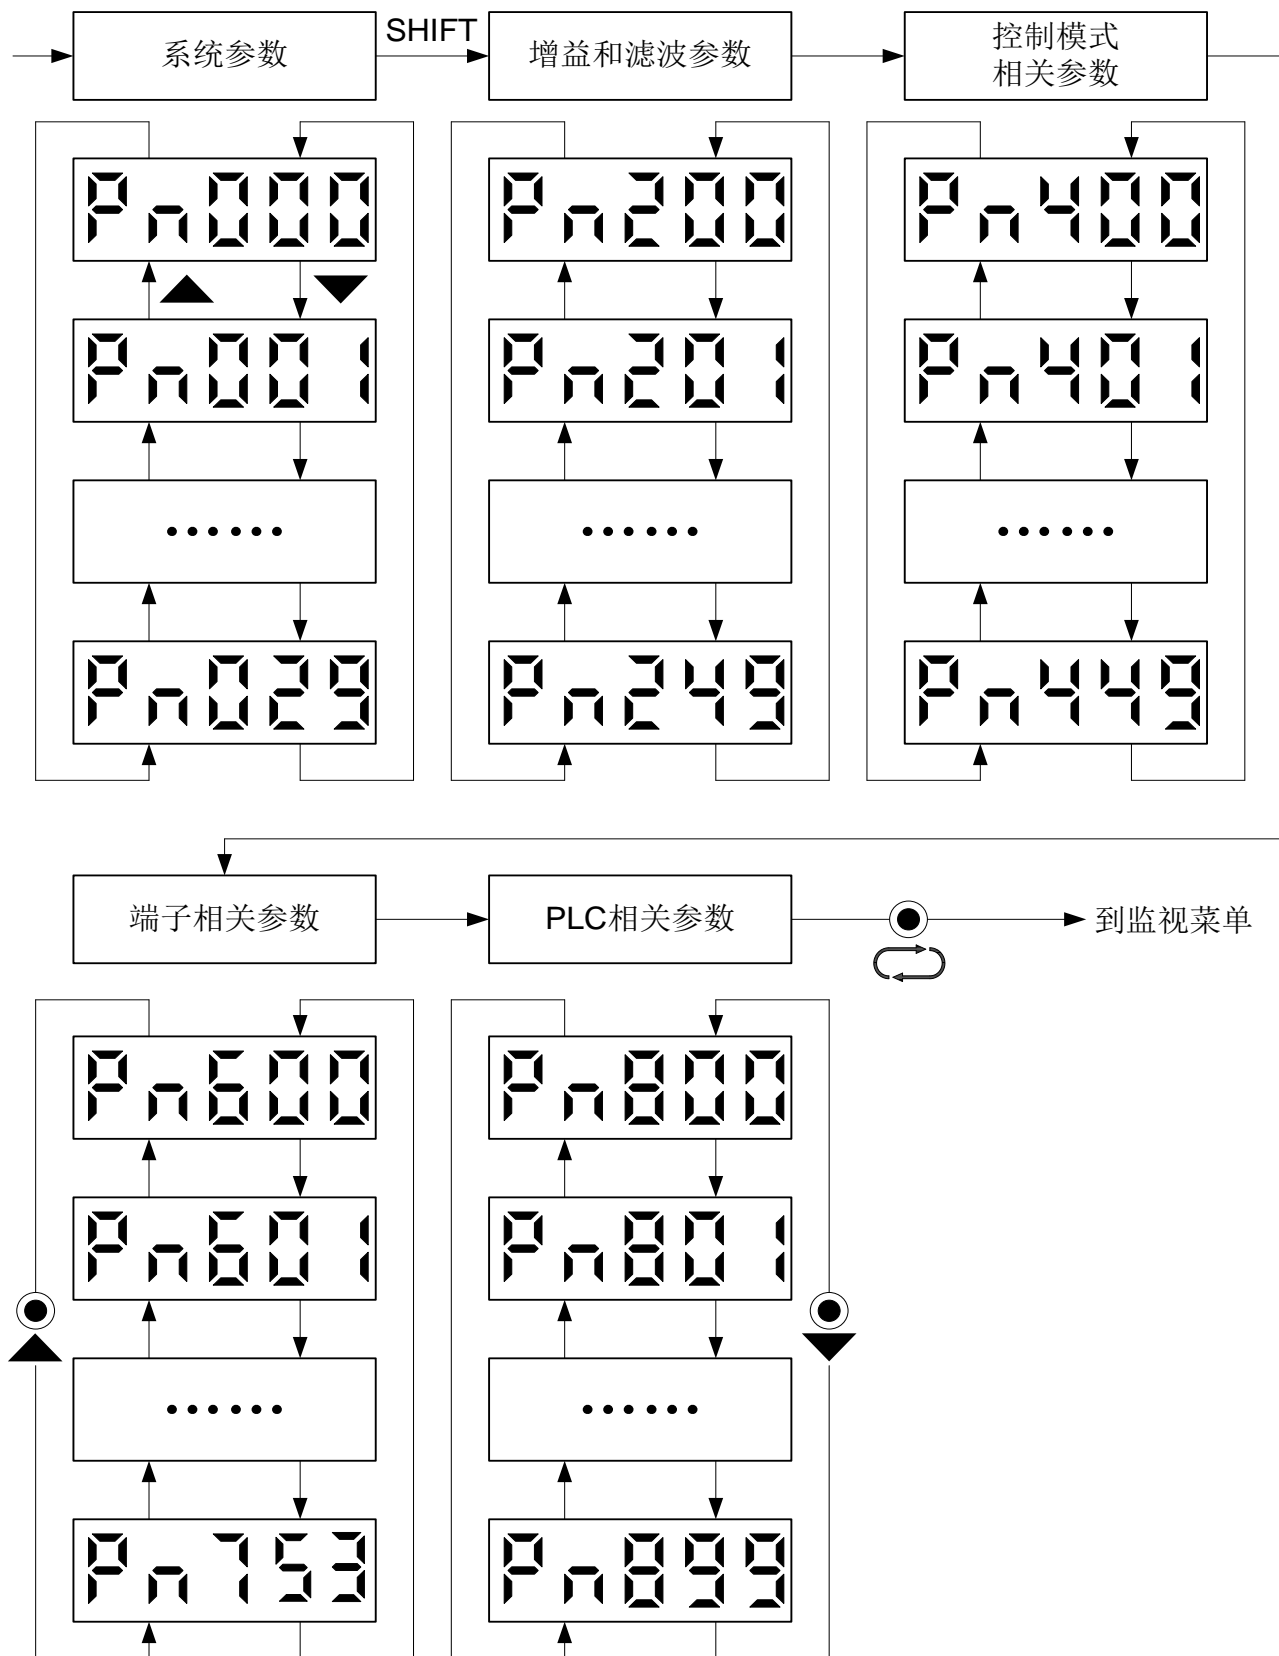 系统参数
SHIFT
增益和滤波参数
控制模式
相关参数
Pn000
Pn200
Pn400
Pn001
Pn201
Pn401
······
······
······
Pn029
Pn249
Pn449
端子相关参数
PLC相关参数
到监视菜单
Pn600
Pn800
Pn601
Pn801
······
······
Pn753
Pn899